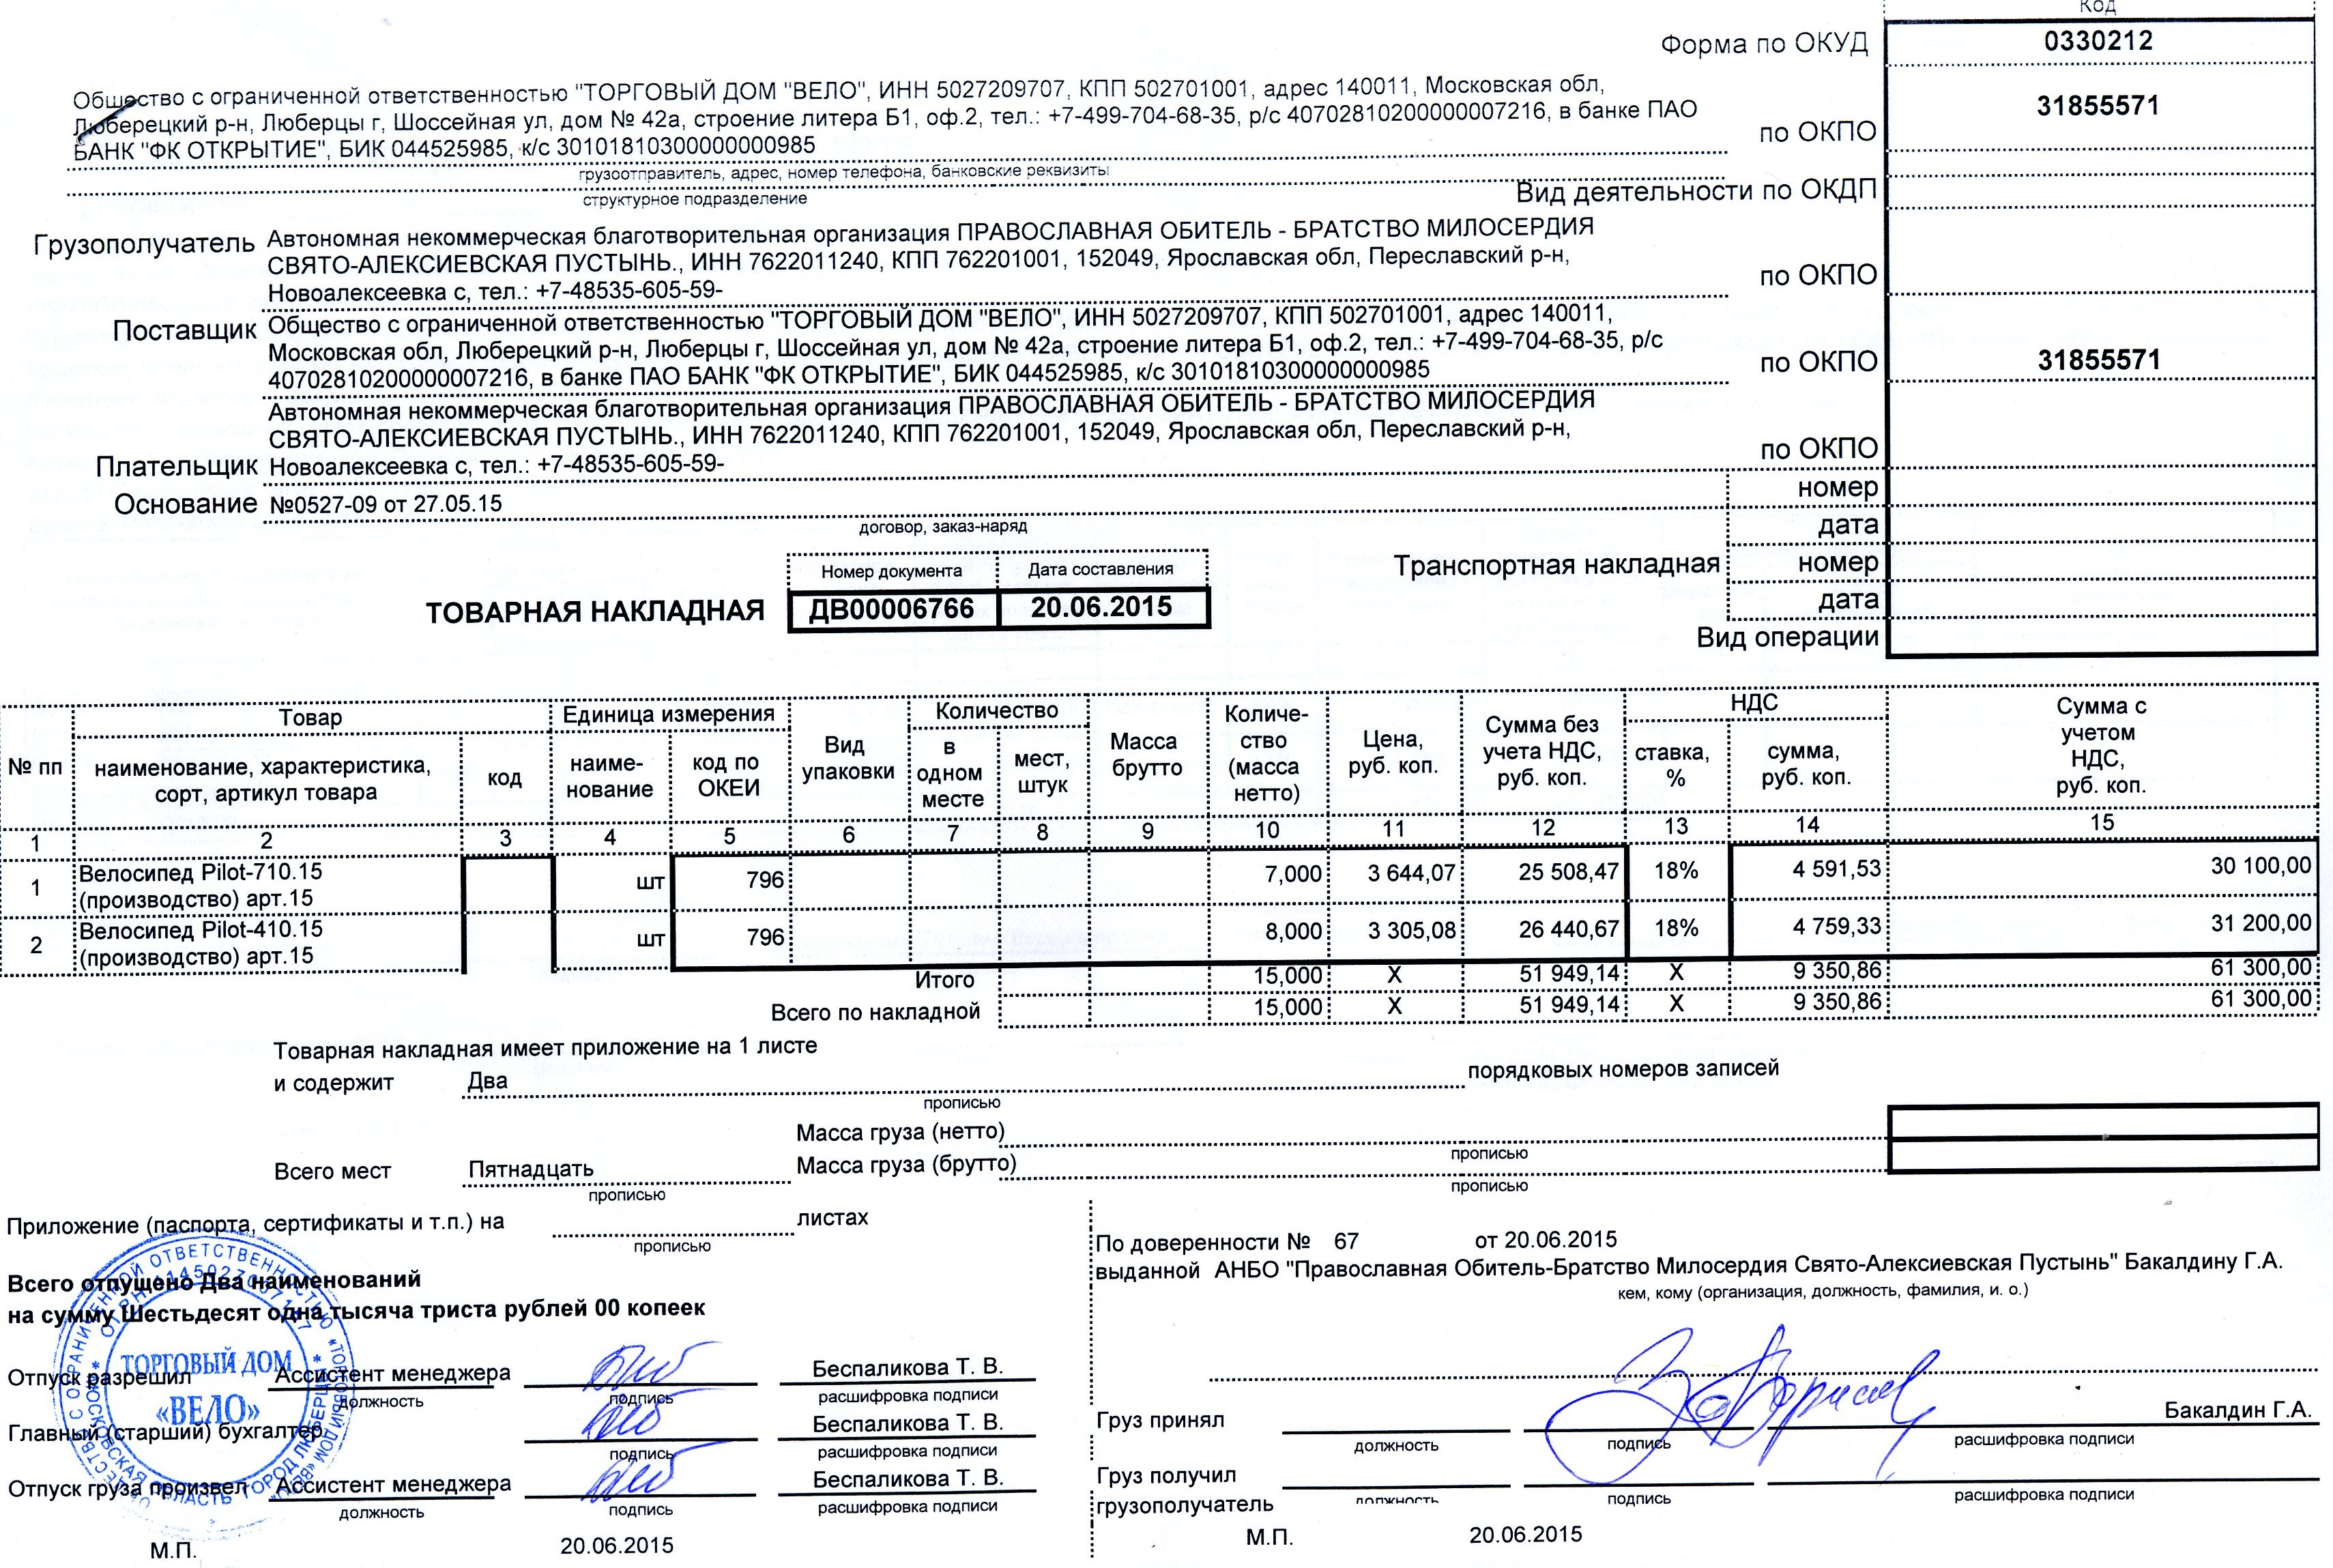 Код
Форма по ОКУД 0330212
Общество с ограниченной ответственностью "ТОРГОВЫЙ ДОМ "ВЕЛО", ИНН 5027209707, КПП 502701001, адрес 140011, Московская обл,
Люберецкий р-н, Люберцы г, Шоссейная ул, дом № 42а, строение литера Б1, оф.2, тел.: +7-499-704-68-35, р/с 40702810200000007216, в банке ПАО
БАНК "ФК ОТКРЫТИЕ", БИК 044525985, к/с 30101810300000000985
по ОКПО 31855571
грузоотправитель, адрес, номер телефона, банковские реквизиты
структурное подразделение
Вид деятельности по ОКДП
Грузополучатель Автономная некоммерческая благотворительная организация ПРАВОСЛАВНАЯ ОБИТЕЛЬ - БРАТСТВО МИЛОСЕРДИЯ
СВЯТО-АЛЕКСИЕВСКАЯ ПУСТЫНЬ., ИНН 7622011240, КПП 762201001, 152049, Ярославская обл, Переславский р-н,
Новоалексеевка с, тел.: +7-48535-605-59-
по ОКПО
Поставщик Общество с ограниченной ответственностью "ТОРГОВЫЙ ДОМ "ВЕЛО", ИНН 5027209707, КПП 502701001, адрес 140011,
Московская обл, Люберецкий р-н, Люберцы г, Шоссейная ул, дом № 42а, строение литера Б1, оф.2, тел.: +7-499-704-68-35, р/с
40702810200000007216, в банке ПАО БАНК "ФК ОТКРЫТИЕ", БИК 044525985, к/с 30101810300000000985
по ОКПО 31855571
Автономная некоммерческая благотворительная организация ПРАВОСЛАВНАЯ ОБИТЕЛЬ - БРАТСТВО МИЛОСЕРДИЯ
СВЯТО-АЛЕКСИЕВСКАЯ ПУСТЫНЬ., ИНН 7622011240, КПП 762201001, 152049, Ярославская обл, Переславский р-н,
Плательщик Новоалексеевка с, тел.: +7-48535-605-59-
по ОКПО
Основание №0527-09 от 27.05.15
договор, заказ-наряд
номер
дата
Транспортная накладная номер
дата
Вид операции
Номер документа Дата составления
ТОВАРНАЯ НАКЛАДНАЯ ДВ00006766 20.06.2015
№ пп
Товар
наименование, характеристика,
сорт, артикул товара
код
Единица измерения
наиме-
нование
код по
ОКЕИ
Вид
упаковки
Количество
в
одном
месте
мест,
штук
Масса
брутто
Количе-
ство
(масса
нетто)
Цена,
руб. коп.
Сумма без
учета НДС,
руб. коп.
НДС
ставка,
%
сумма,
руб. коп.
Сумма с
учетом
НДС,
руб. коп.
1 2 3 4 5 6 7 8 9 10 11 12 13 14 15
1 Велосипед Pilot-710.15
(производство) арт.15
шт 796 7,000 3 644,07 25 508,47 18% 4 591,53 30 100,00
2 Велосипед Pilot-410.15
(производство) арт.15
шт 796 8,000 3 305,08 26 440,67 18% 4 759,33 31 200,00
Итого 15,000 X 51 949,14 X 9 350,86 61 300,00
Всего по накладной 15,000 X 51 949,14 X 9 350,86 61 300,00
Товарная накладная имеет приложение на 1 листе
и содержит Два порядковых номеров записей
прописью
Масса груза (нетто)
прописью
Всего мест Пятнадцать Масса груза (брутто)
прописью прописью
Приложение (паспорта, сертификаты и т.п.) на листах
прописью
Всего отпущено Два наименований
на сумму Шестьдесят одна тысяча триста рублей 00 копеек
Отпуск разрешил Ассистент менеджера Беспаликова Т. В.
должность подпись расшифровка подписи
Главный (старший) бухгалтер Беспаликова Т. В.
подпись расшифровка подписи
Отпуск груза произвел Ассистент менеджера Беспаликова Т. В.
должность подпись расшифровка подписи
М.П. 20.06.2015
ТОРГОВЫЙ ДОМ
«ВЕЛО»
МОСКОВСКАЯ ОБЛАСТЬ ГОРОД ЛЮБЕРЦЫ
По доверенности № 67 от 20.06.2015
выданной АНБО "Православная Обитель-Братство Милосердия Свято-Алексиевская Пустынь" Бакалдину Г.А.
кем, кому (организация, должность, фамилия, и. о.)
Груз принял Бакалдин Г.А.
должность подпись расшифровка подписи
Груз получил
грузополучатель
должность подпись расшифровка подписи
М.П. 20.06.2015